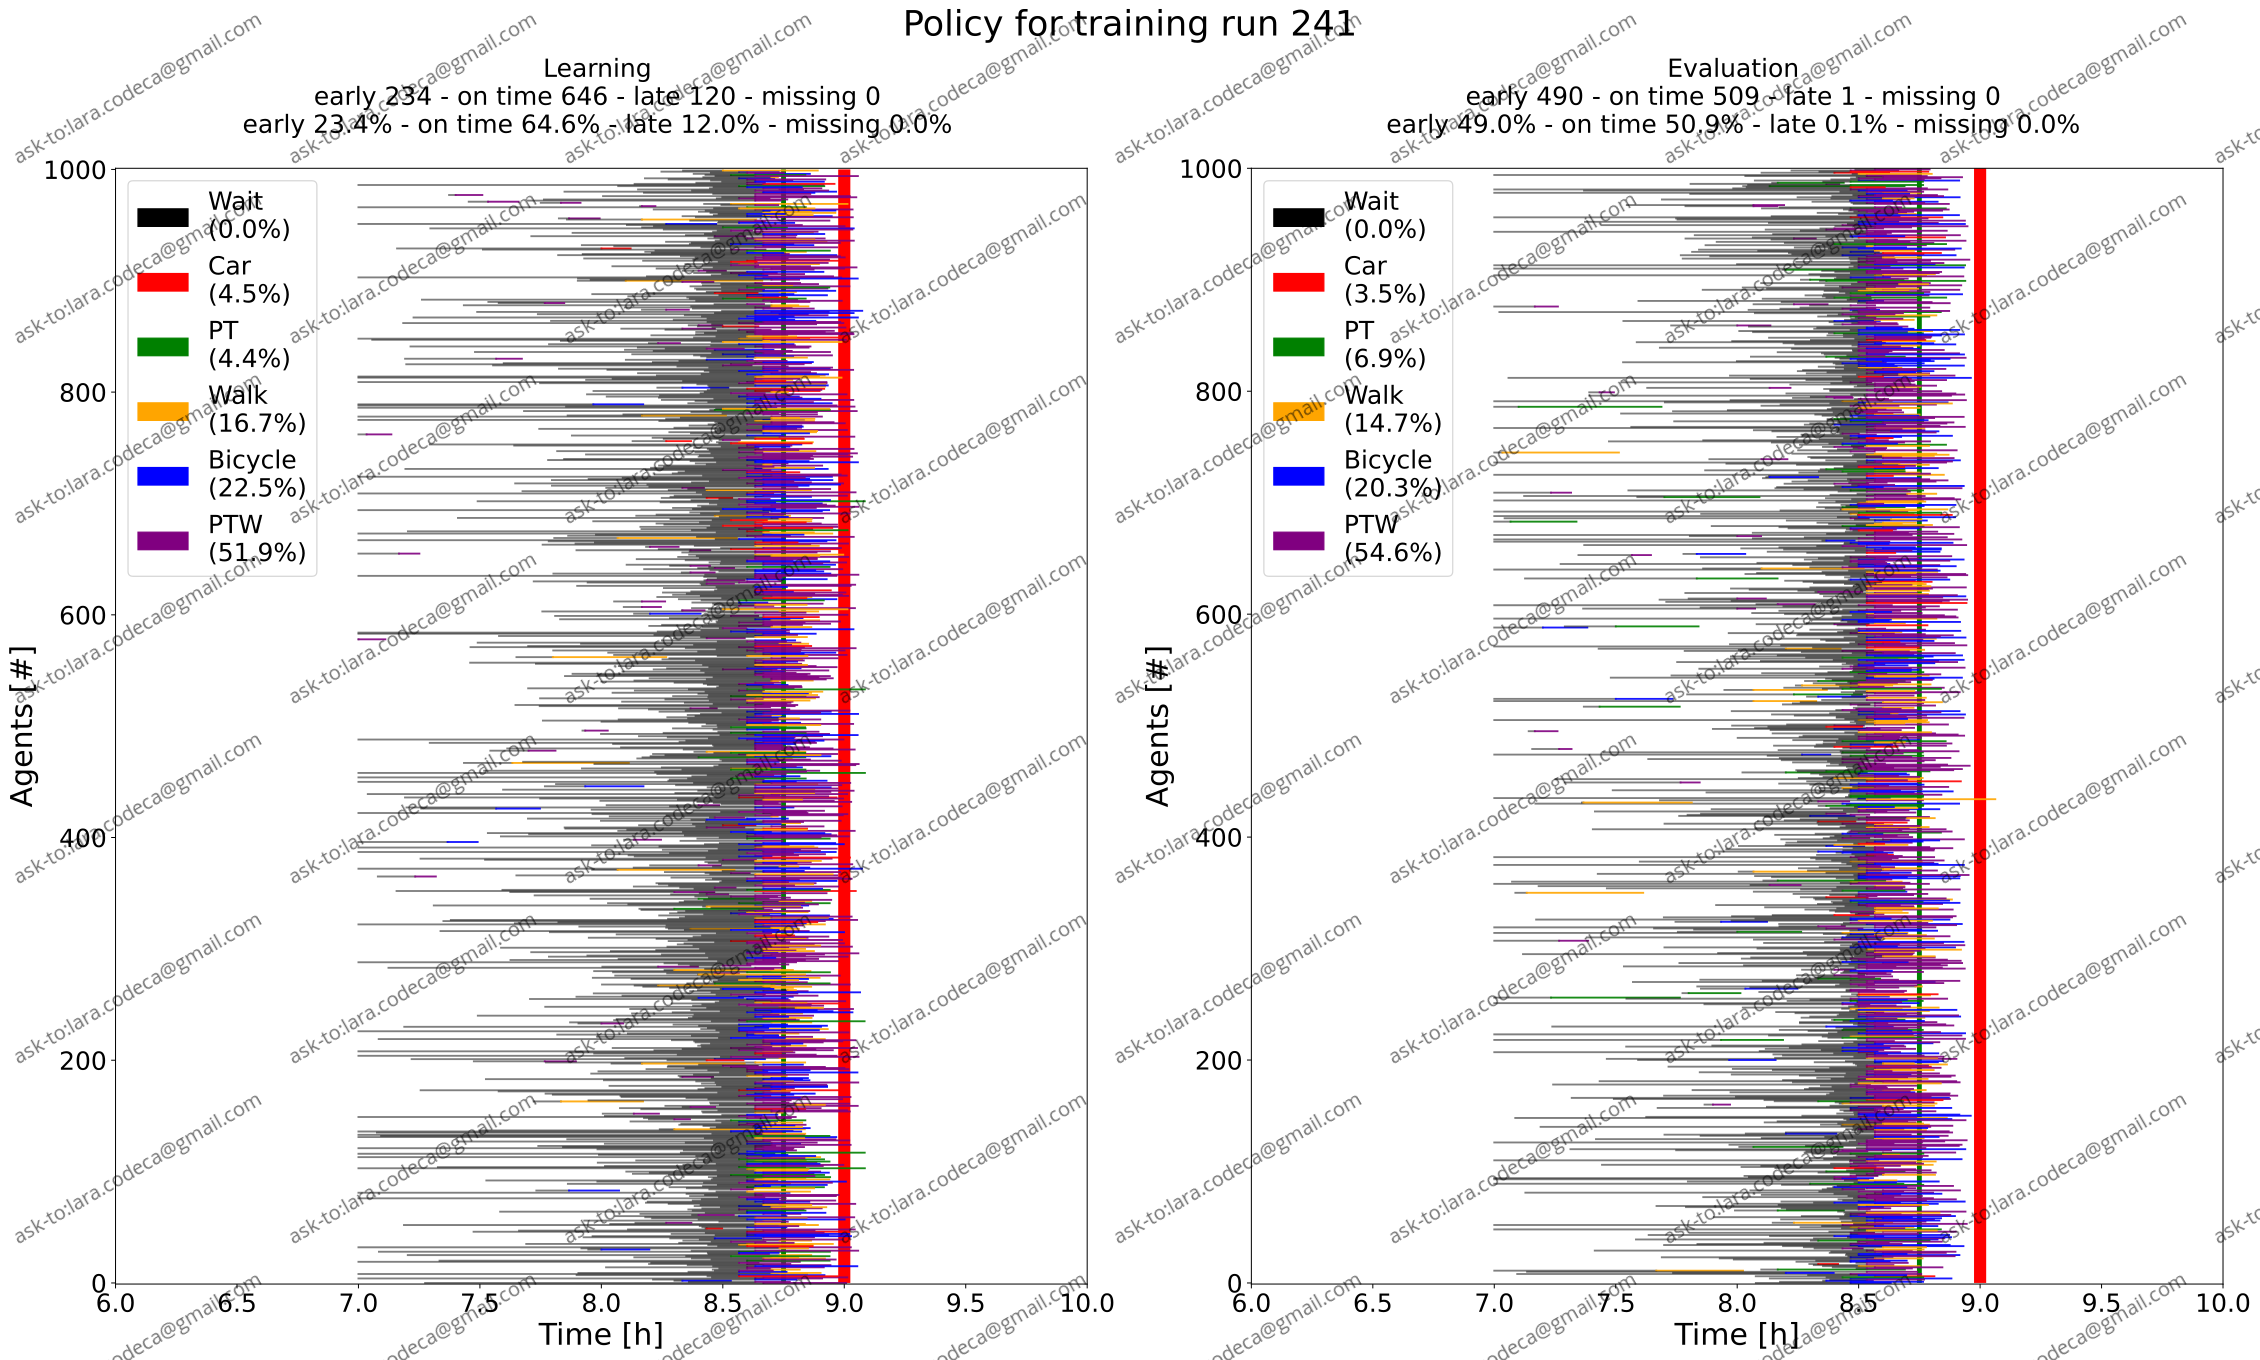 Policy for training run 241
Learning
early 234 - on time 646 - late 120 - missing 0
early 23.4% - on time 64.6% - late 12.0% - missing 0.0%
Wait
(0.0%)
Car
(4.5%)
PT
(4.4%)
Walk
(16.7%)
Bicycle
(22.5%)
PTW
(51.9%)
Agents [#]
1000
800
600
400
200
0
6.0 6.5 7.0 7.5 8.0 8.5 9.0 9.5 10.0
Time [h]
Evaluation
early 490 - on time 509 - late 1 - missing 0
early 49.0% - on time 50.9% - late 0.1% - missing 0.0%
Wait
(0.0%)
Car
(3.5%)
PT
(6.9%)
Walk
(14.7%)
Bicycle
(20.3%)
PTW
(54.6%)
Agents [#]
1000
800
600
400
200
0
6.0 6.5 7.0 7.5 8.0 8.5 9.0 9.5 10.0
Time [h]
ask-to:lara.codeca@gmail.com